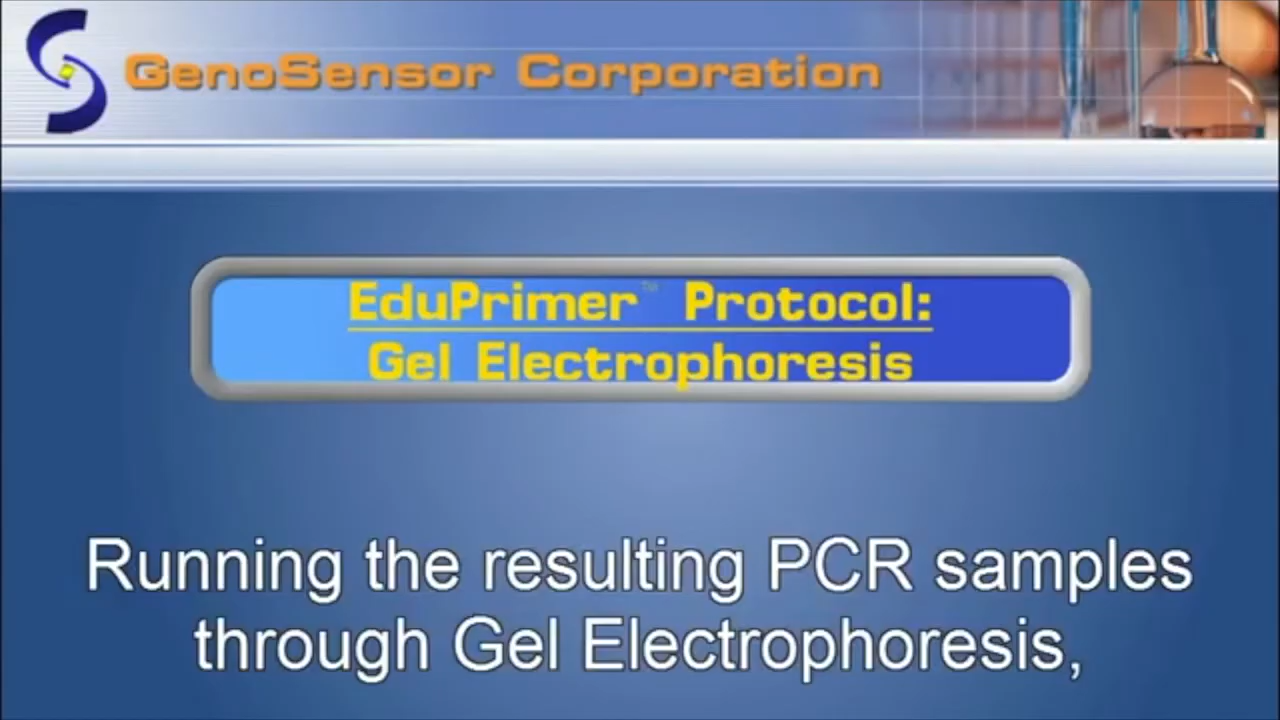 GenoSensor Corporation
EduPrimer™ Protocol:
Gel Electrophoresis
Running the resulting PCR samples
through Gel Electrophoresis,